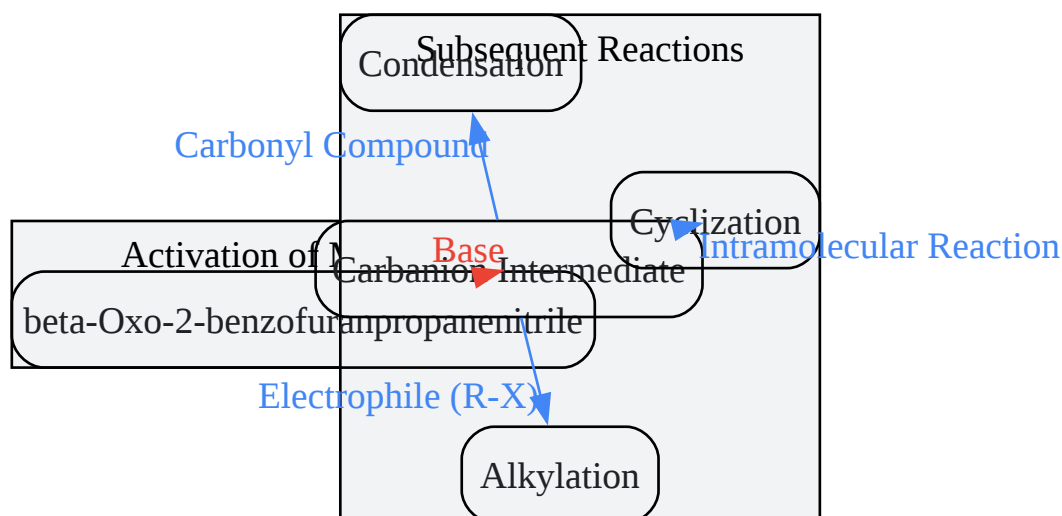 Subsequent Reactions
Condensation
Carbonyl Compound
Cyclization
Intramolecular Reaction
Activation of
Base
Carbanion Intermediate
beta-Oxo-2-benzofuranpropanenitrile
Electrophile (R-X)
Alkylation